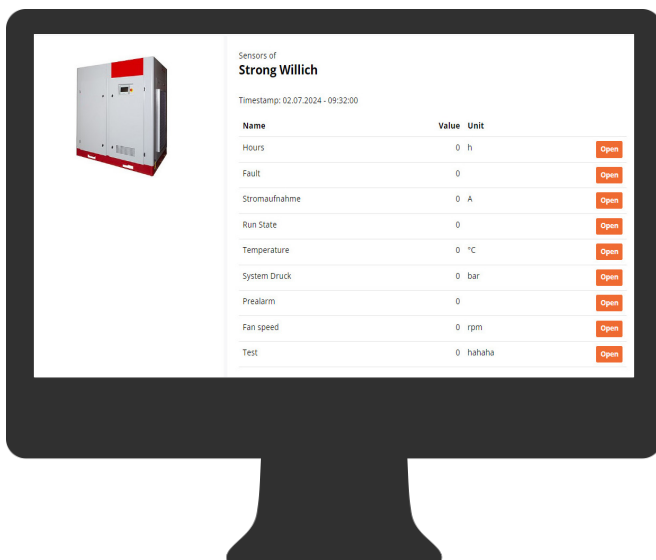 Sensors of
Strong Willich
Timestamp: 02.07.2024 - 09:32:00
Name Value Unit
Hours 0 h Open
Fault 0 Open
Stromaufnahme 0 A Open
Run State 0 Open
Temperature 0 °C Open
System Druck 0 bar Open
Prealarm 0 Open
Fan speed 0 rpm Open
Test 0 hahaha Open